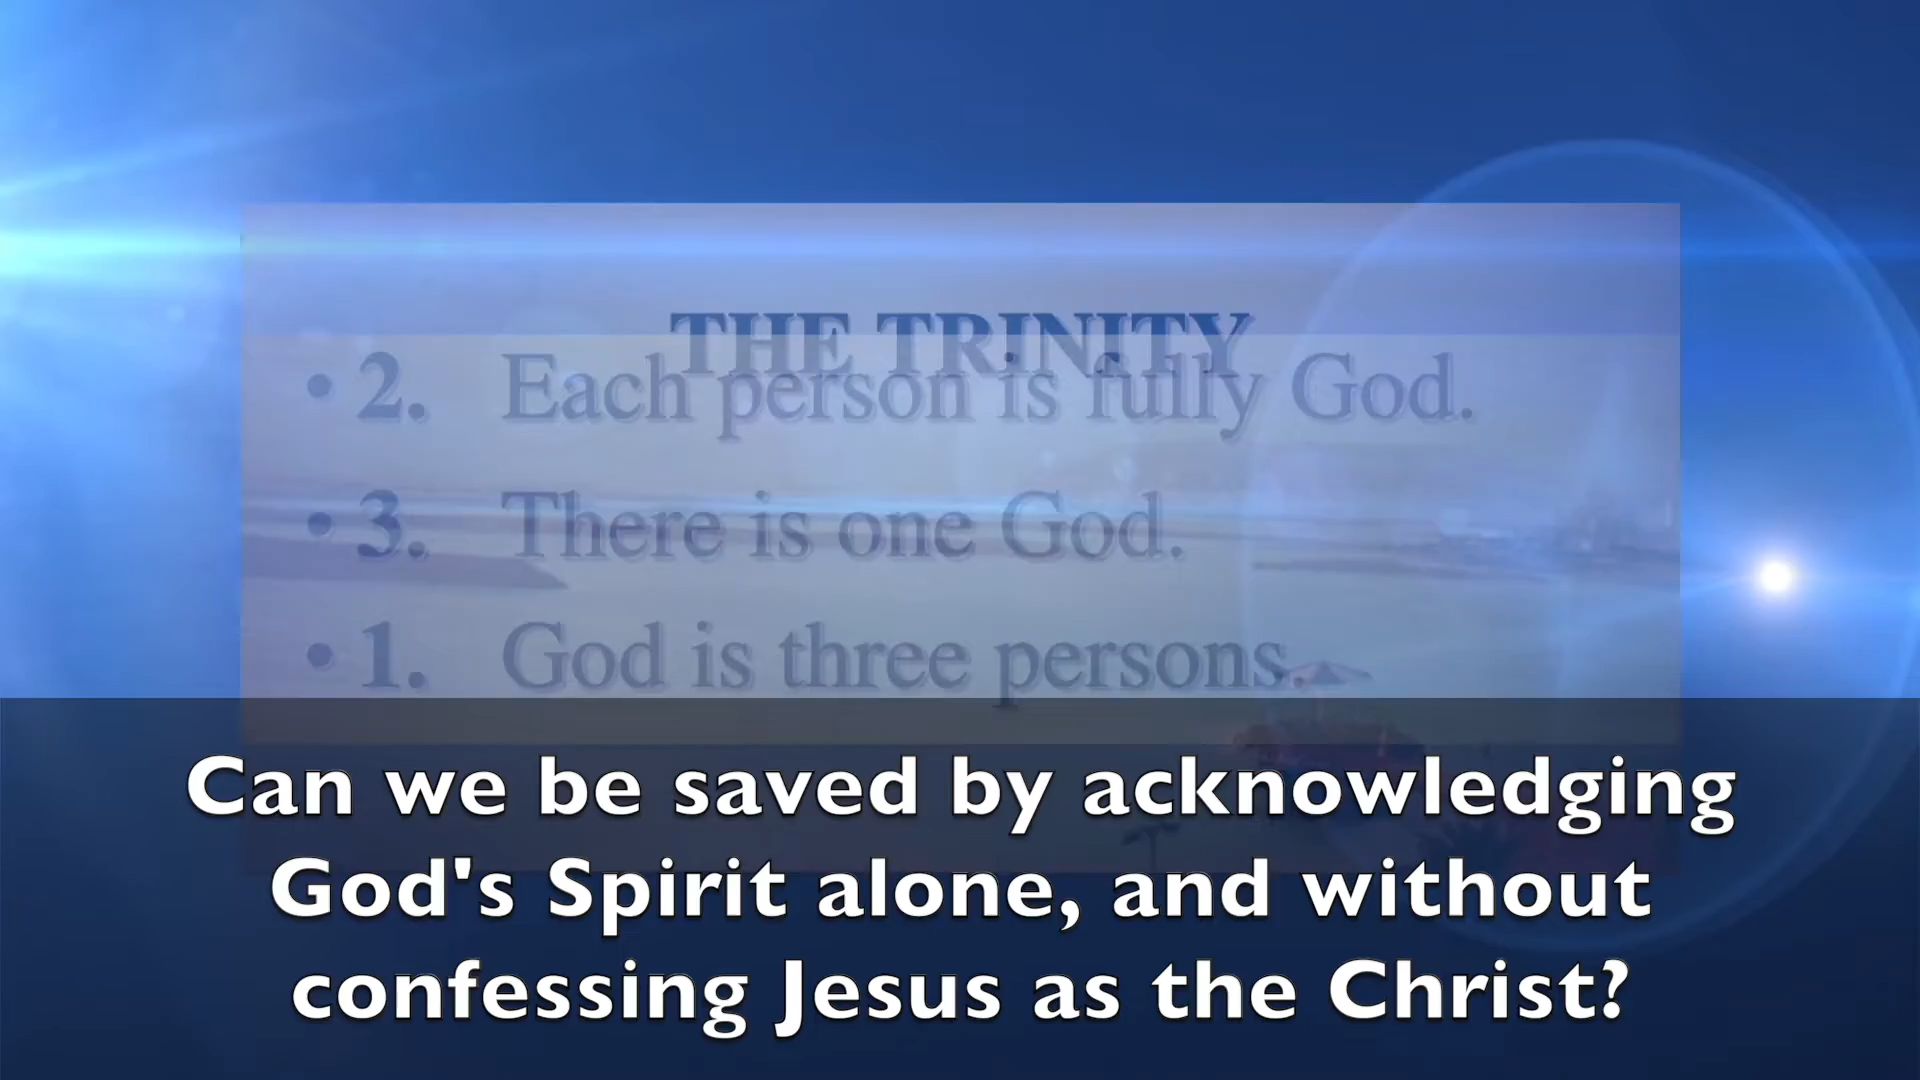 THE TRINITY
• 2. Each person is fully God.
• 3. There is one God.
• 1. God is three persons.
Can we be saved by acknowledging
God's Spirit alone, and without
confessing Jesus as the Christ?